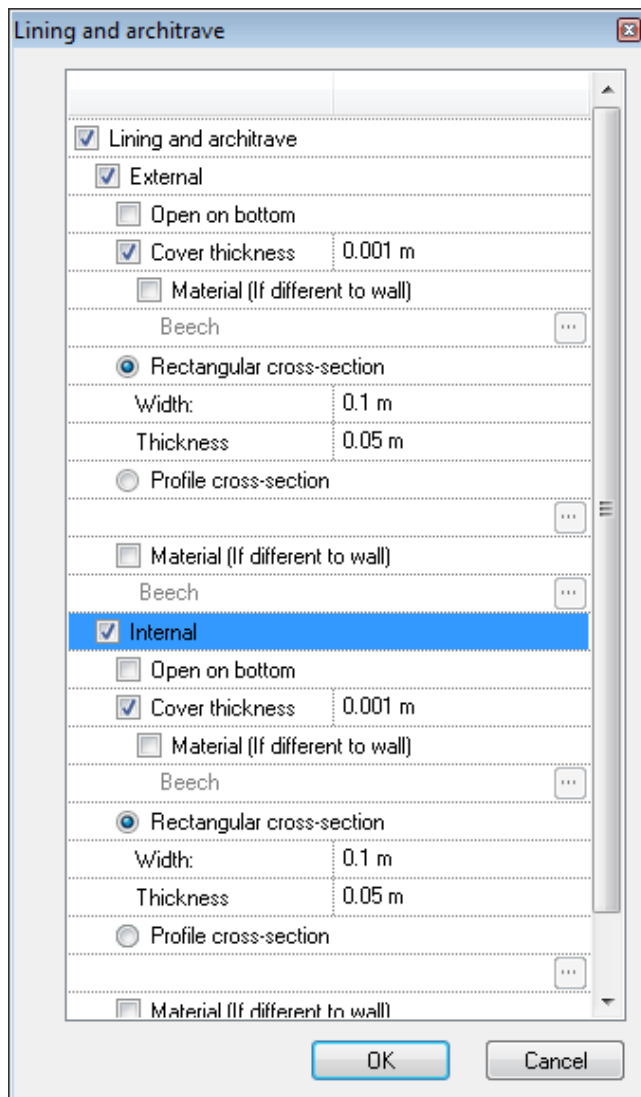 Lining and architrave
Lining and architrave
External
Open on bottom
Cover thickness 0.001 m
Material (If different to wall)
Beech ...
Rectangular cross-section
Width: 0.1 m
Thickness 0.05 m
Profile cross-section
...
Material (If different to wall)
Beech ...
Internal
Open on bottom
Cover thickness 0.001 m
Material (If different to wall)
Beech ...
Rectangular cross-section
Width: 0.1 m
Thickness 0.05 m
Profile cross-section
...
Material (If different to wall)
OK Cancel